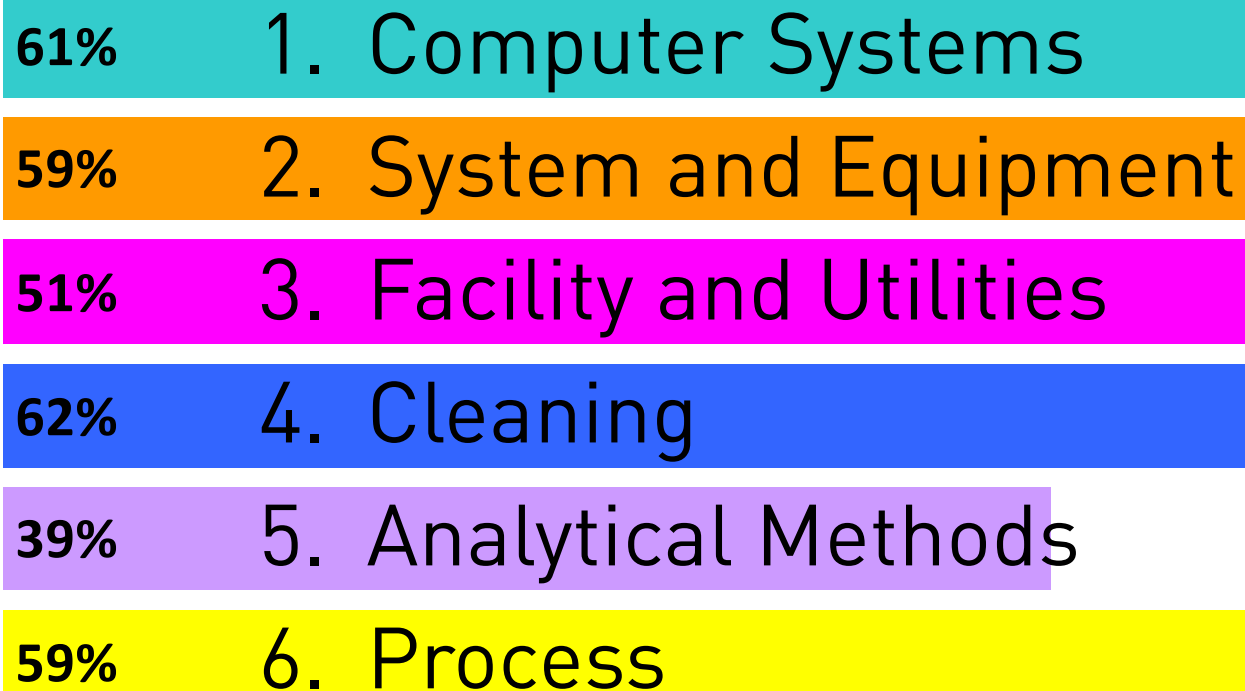 61% 1. Computer Systems
59% 2. System and Equipment
51% 3. Facility and Utilities
62% 4. Cleaning
39% 5. Analytical Methods
59% 6. Process